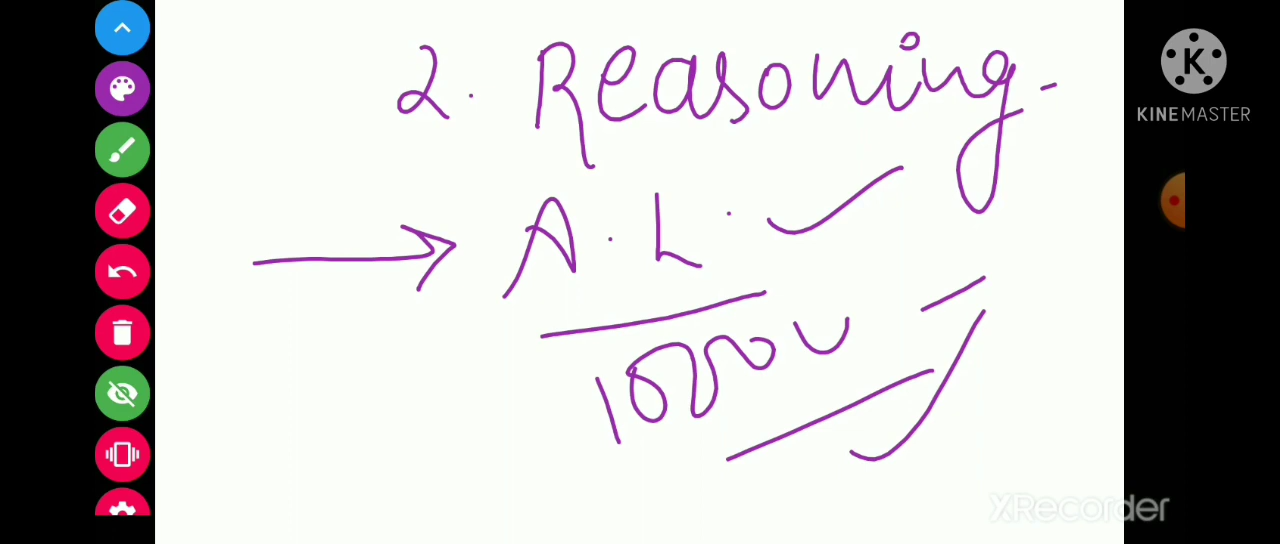 2. Reasoning -
→ A. L.
KINEMASTER
XRecorder